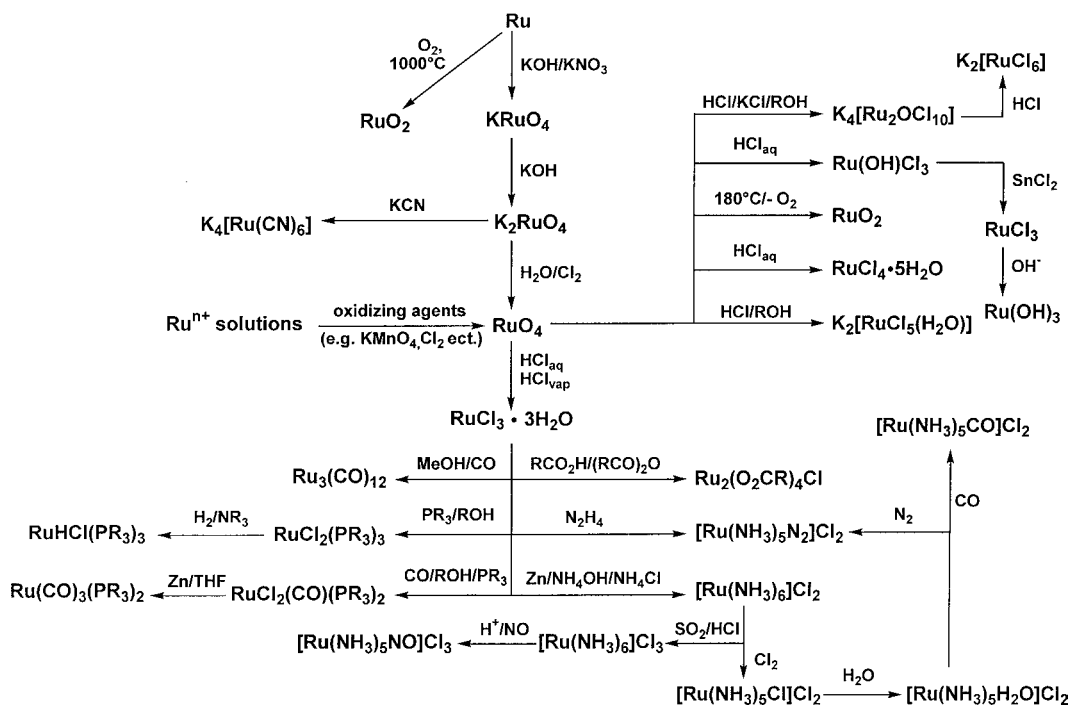 Ru
O₂,
1000°C
KOH/KNO₃
K₂[RuCl₆]
RuO₂
KRuO₄
HCl/KCl/ROH
K₄[Ru₂OCl₁₀]
HCl
KOH
HClₐq
Ru(OH)Cl₃
SnCl₂
K₄[Ru(CN)₆]
KCN
K₂RuO₄
180°C/- O₂
RuO₂
RuCl₃
H₂O/Cl₂
HClₐq
RuCl₄•5H₂O
OH⁻
Ruⁿ⁺ solutions
oxidizing agents
(e.g. KMnO₄,Cl₂ ect.)
RuO₄
HCl/ROH
K₂[RuCl₅(H₂O)]
Ru(OH)₃
HClₐq
HClvap
RuCl₃ • 3H₂O
[Ru(NH₃)₅CO]Cl₂
Ru₃(CO)₁₂
MeOH/CO
RCO₂H/(RCO)₂O
Ru₂(O₂CR)₄Cl
CO
RuHCl(PR₃)₃
H₂/NR₃
RuCl₂(PR₃)₃
PR₃/ROH
N₂H₄
[Ru(NH₃)₅N₂]Cl₂
N₂
Ru(CO)₃(PR₃)₂
Zn/THF
RuCl₂(CO)(PR₃)₂
CO/ROH/PR₃
Zn/NH₄OH/NH₄Cl
[Ru(NH₃)₆]Cl₂
[Ru(NH₃)₅NO]Cl₃
H⁺/NO
[Ru(NH₃)₆]Cl₃
SO₂/HCl
Cl₂
[Ru(NH₃)₅Cl]Cl₂
H₂O
[Ru(NH₃)₅H₂O]Cl₂